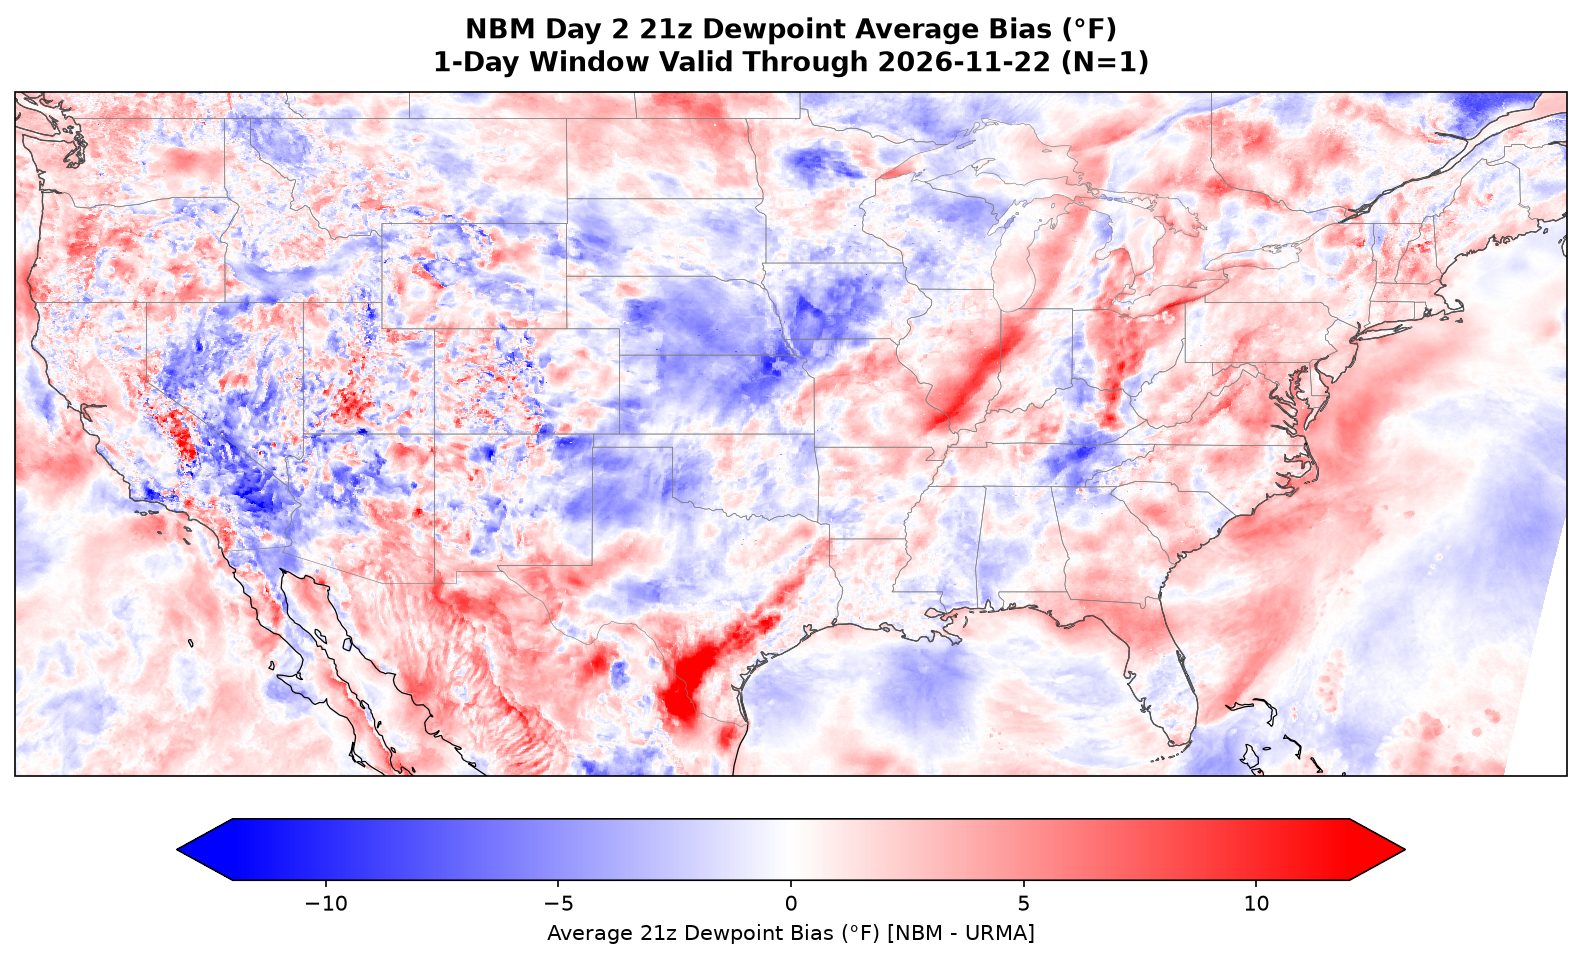 NBM Day 2 21z Dewpoint Average Bias (°F)
1-Day Window Valid Through 2026-11-22 (N=1)
−10 −5 0 5 10
Average 21z Dewpoint Bias (°F) [NBM - URMA]